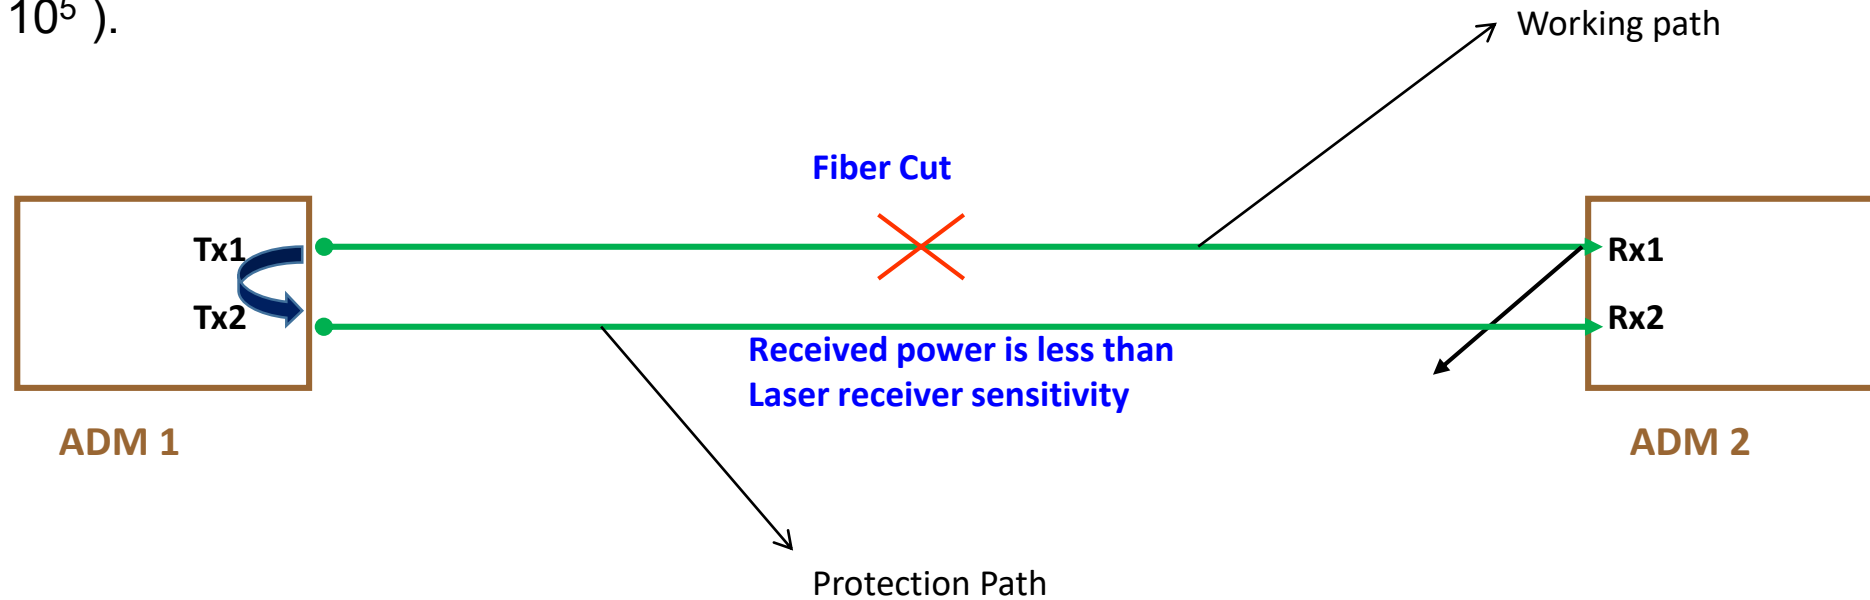 10⁵ ).
Working path
Fiber Cut
Tx1
Rx1
Tx2
Rx2
Received power is less than
Laser receiver sensitivity
ADM 1
ADM 2
Protection Path